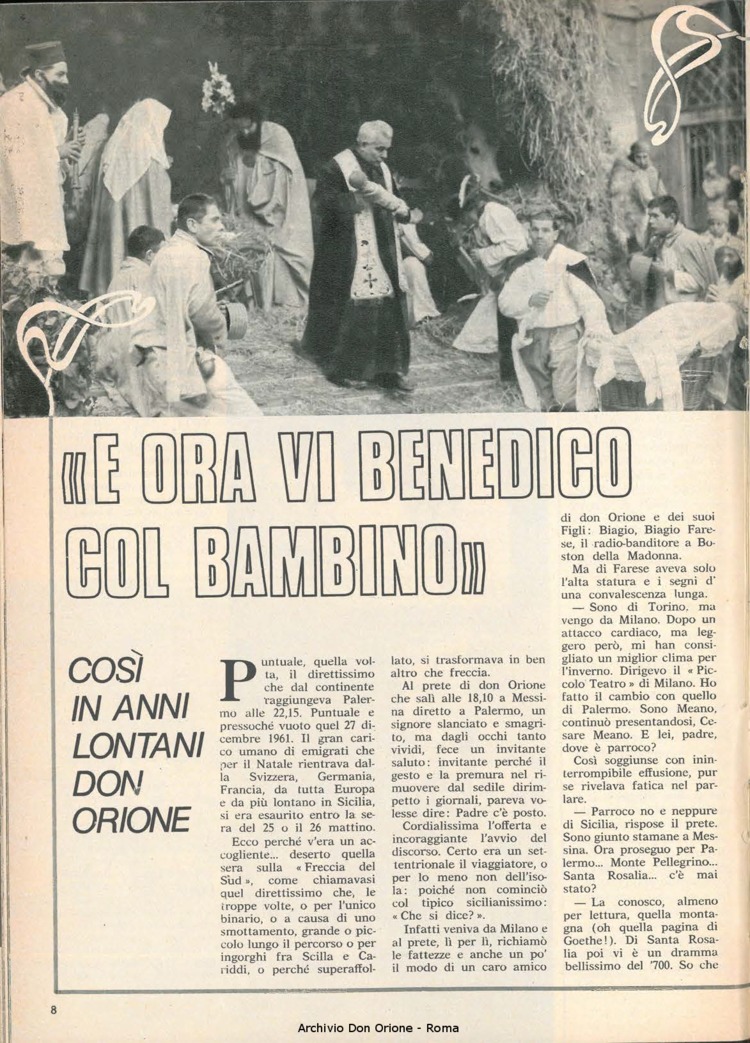 «E ORA VI BENEDICO
COL BAMBINO»
COSÌ
IN ANNI
LONTANI
DON
ORIONE
Puntuale, quella vol-
ta, il direttissimo
che dal continente
raggiungeva Paler-
mo alle 22,15. Puntuale e
pressoché vuoto quel 27 di-
cembre 1961. Il gran cari-
co umano di emigrati che
per il Natale rientrava dal-
la Svizzera, Germania,
Francia, da tutta Europa
e da più lontano in Sicilia,
si era esaurito entro la se-
ra del 25 o il 26 mattino.
Ecco perché v'era un ac-
cogliente... deserto quella
sera sulla «Freccia del
Sud», come chiamavasi
quel direttissimo che, le
troppe volte, o per l'unico
binario, o a causa di uno
smottamento, grande o pic-
colo lungo il percorso o per
ingorghi fra Scilla e Ca-
riddi, o perché superaffol-
lato, si trasformava in ben
altro che freccia.
Al prete di don Orione
che salì alle 18,10 a Messi-
na diretto a Palermo, un
signore slanciato e smagri-
to, ma dagli occhi tanto
vividi, fece un invitante
saluto: invitante perché il
gesto e la premura nel ri-
muovere dal sedile dirim-
petto i giornali, pareva vo-
lesse dire: Padre c'è posto.
Cordialissima l'offerta e
incoraggiante l'avvio del
discorso. Certo era un set-
tentrionale il viaggiatore, o
per lo meno non dell'iso-
la: poiché non cominciò
col tipico sicilianissimo:
«Che si dice?».
Infatti veniva da Milano e
al prete, lì per lì, richiamò
le fattezze e anche un po'
il modo di un caro amico
di don Orione e dei suoi
Figli: Biagio, Biagio Fare-
se, il radio-banditore a Bo-
ston della Madonna.
Ma di Farese aveva solo
l'alta statura e i segni d'
una convalescenza lunga.
— Sono di Torino, ma
vengo da Milano. Dopo un
attacco cardiaco, ma leg-
gero però, mi han consi-
gliato un miglior clima per
l'inverno. Dirigevo il «Pic-
colo Teatro» di Milano. Ho
fatto il cambio con quello
di Palermo. Sono Meano,
continuò presentandosi, Ce-
sare Meano. E lei, padre,
dove è parroco?
Così soggiunse con inin-
terrompibile effusione, pur
se rivelava fatica nel par-
lare.
— Parroco no e neppure
di Sicilia, rispose il prete.
Sono giunto stamane a Mes-
sina. Ora proseguo per Pa-
lermo... Monte Pellegrino...
Santa Rosalia... c'è mai
stato?
— La conosco, almeno
per lettura, quella monta-
gna (oh quella pagina di
Goethe!). Di Santa Rosa-
lia poi vi è un dramma
bellissimo del '700. So che
8
Archivio Don Orione - Roma